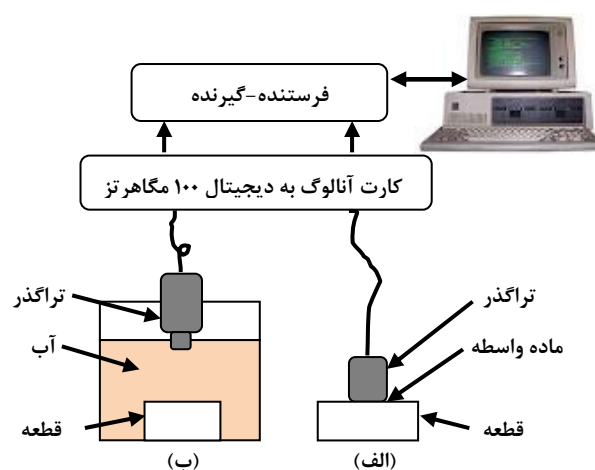 فرستنده-گیرنده
کارت آنالوگ به دیجیتال ۱۰۰ مگاهرتز
تراگذر
تراگذر
آب
ماده واسطه
قطعه
قطعه
(الف)
(ب)